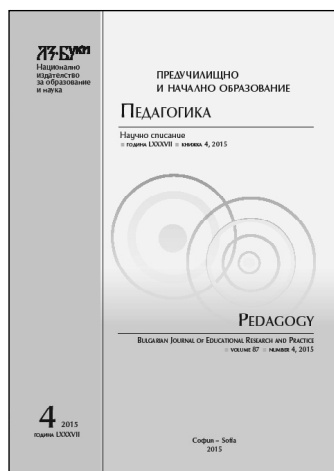 АЗ·БУКИ
Национално
издателство
за образование
и наука
ПРЕДУЧИЛИЩНО
И НАЧАЛНО ОБРАЗОВАНИЕ
ПЕДАГОГИКА
Научно списание
ГОДИНА LXXXVII КНИЖКА 4, 2015
PEDAGOGY
BULGARIAN JOURNAL OF EDUCATIONAL RESEARCH AND PRACTICE
VOLUME 87 NUMBER 4, 2015
4 2015
ГОДИНА LXXXVII
София – Sofia
2015